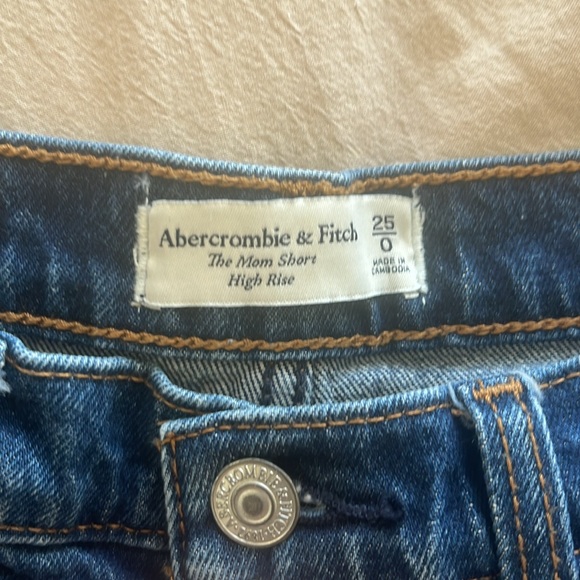 Abercrombie & Fitch
The Mom Short
High Rise
25
0
MADE IN
CAMBODIA
ABERCROMBIE & FITCH